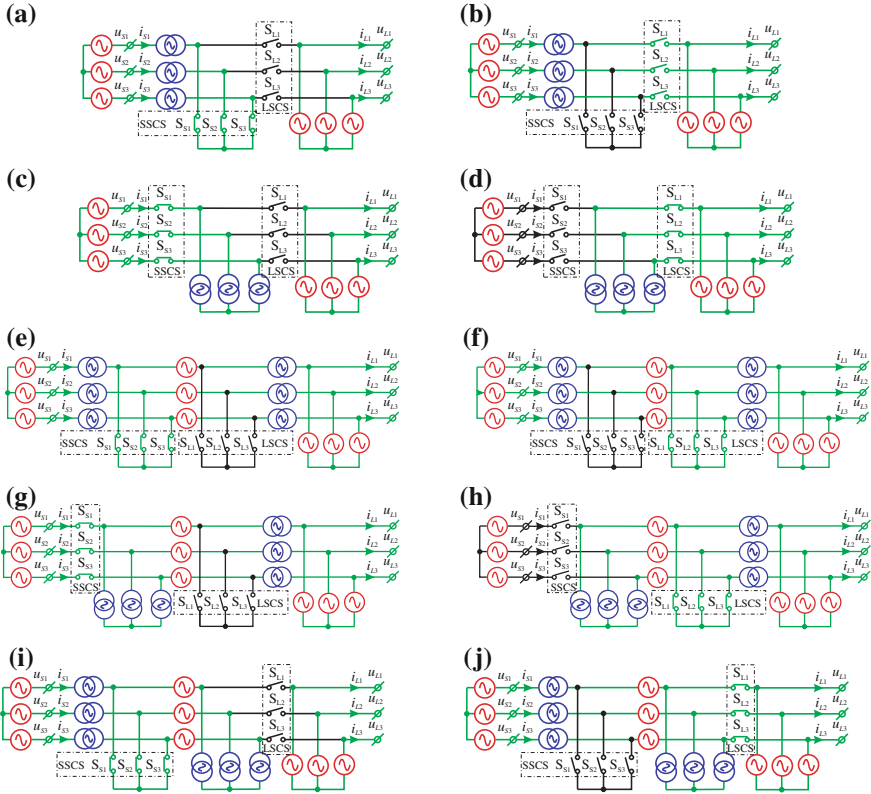 (a)
S_L1
u_S1 i_S1 i_L1 u_L1
u_S2 i_S2 S_L2 i_L2 u_L2
u_S3 i_S3 S_L3 i_L3 u_L3
LSCS
SSCS S_S1 S_S2 S_S3
(b)
S_L1
u_S1 i_S1 i_L1 u_L1
u_S2 i_S2 S_L2 i_L2 u_L2
u_S3 i_S3 S_L3 i_L3 u_L3
LSCS
SSCS S_S1 S_S2 S_S3
(c)
u_S1 i_S1 S_S1 S_L1 i_L1 u_L1
u_S2 i_S2 S_S2 S_L2 i_L2 u_L2
u_S3 i_S3 S_S3 S_L3 i_L3 u_L3
SSCS LSCS
(d)
u_S1 i_S1 S_S1 S_L1 i_L1 u_L1
u_S2 i_S2 S_S2 S_L2 i_L2 u_L2
u_S3 i_S3 S_S3 S_L3 i_L3 u_L3
SSCS LSCS
(e)
u_S1 i_S1 i_L1 u_L1
u_S2 i_S2 i_L2 u_L2
u_S3 i_S3 i_L3 u_L3
SSCS S_S1 S_S2 S_S3 S_L1 S_L2 S_L3 LSCS
(f)
u_S1 i_S1 i_L1 u_L1
u_S2 i_S2 i_L2 u_L2
u_S3 i_S3 i_L3 u_L3
SSCS S_S1 S_S2 S_S3 S_L1 S_L2 S_L3 LSCS
(g)
u_S1 i_S1 S_S1 i_L1 u_L1
u_S2 i_S2 S_S2 i_L2 u_L2
u_S3 i_S3 S_S3 i_L3 u_L3
SSCS
S_L1 S_L2 S_L3 LSCS
(h)
u_S1 i_S1 S_S1 i_L1 u_L1
u_S2 i_S2 S_S2 i_L2 u_L2
u_S3 i_S3 S_S3 i_L3 u_L3
SSCS
S_L1 S_L2 S_L3 LSCS
(i)
S_L1
u_S1 i_S1 i_L1 u_L1
u_S2 i_S2 S_L2 i_L2 u_L2
u_S3 i_S3 S_L3 i_L3 u_L3
LSCS
SSCS S_S1 S_S2 S_S3
(j)
S_L1
u_S1 i_S1 i_L1 u_L1
u_S2 i_S2 S_L2 i_L2 u_L2
u_S3 i_S3 S_L3 i_L3 u_L3
LSCS
SSCS S_S1 S_S2 S_S3